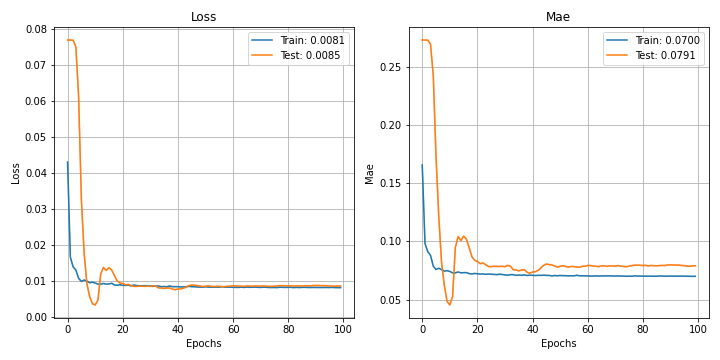 Loss
Train: 0.0081
Test: 0.0085
0.08
0.07
0.06
0.05
0.04
0.03
0.02
0.01
0.00
0 20 40 60 80 100
Epochs
Loss
Mae
Train: 0.0700
Test: 0.0791
0.25
0.20
0.15
0.10
0.05
0 20 40 60 80 100
Epochs
Mae